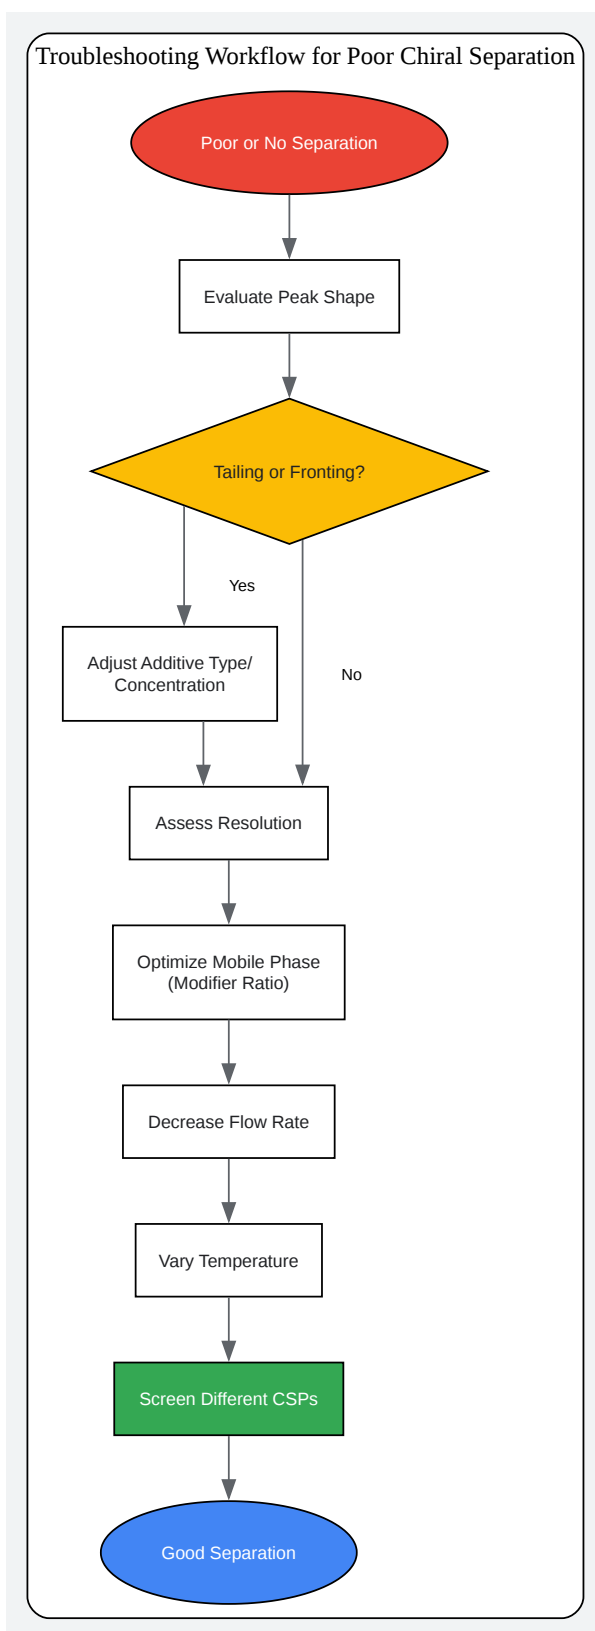 Troubleshooting Workflow for Poor Chiral Separation
Poor or No Separation
Evaluate Peak Shape
Tailing or Fronting?
Yes
Adjust Additive Type/
Concentration
No
Assess Resolution
Optimize Mobile Phase
(Modifier Ratio)
Decrease Flow Rate
Vary Temperature
Screen Different CSPs
Good Separation